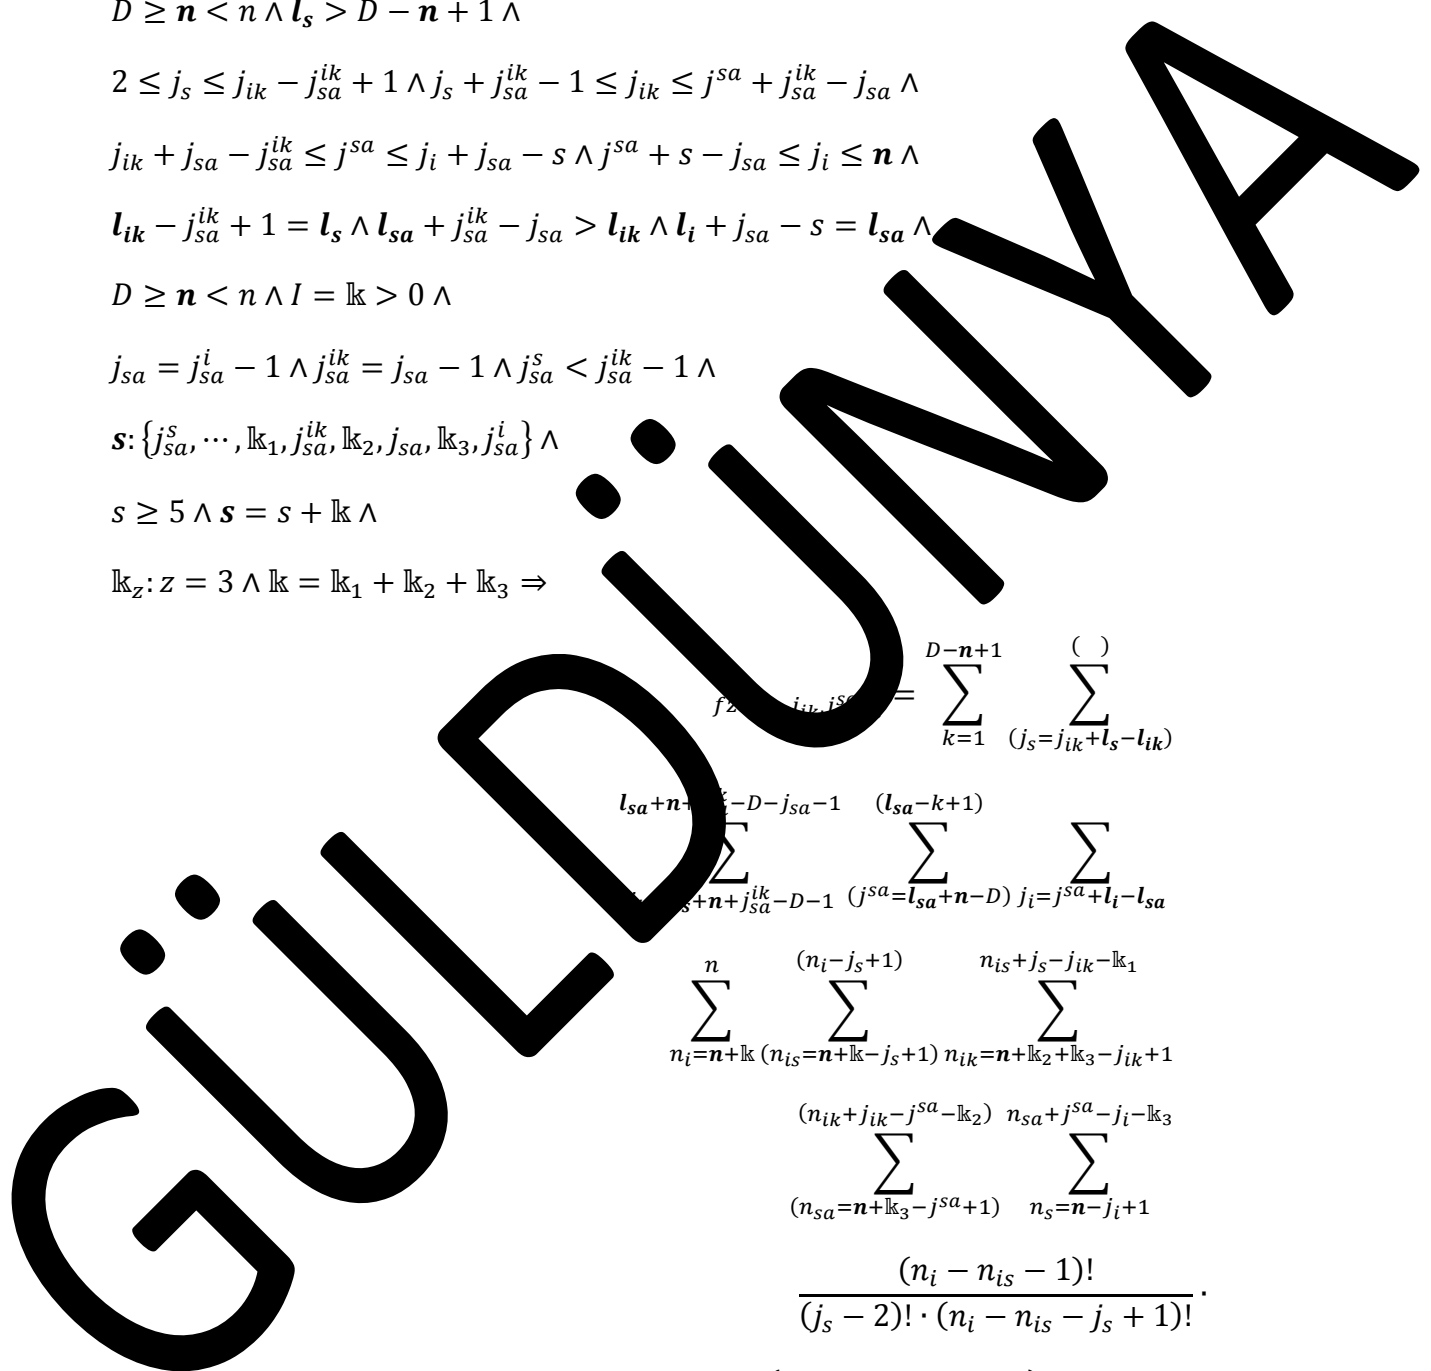 D ≥ n < n ∧ l_s > D − n + 1 ∧
2 ≤ j_s ≤ j_{ik} − j_{sa}^{ik} + 1 ∧ j_s + j_{sa}^{ik} − 1 ≤ j_{ik} ≤ j^{sa} + j_{sa}^{ik} − j_{sa} ∧
j_{ik} + j_{sa} − j_{sa}^{ik} ≤ j^{sa} ≤ j_i + j_{sa} − s ∧ j^{sa} + s − j_{sa} ≤ j_i ≤ n ∧
l_{ik} − j_{sa}^{ik} + 1 = l_s ∧ l_{sa} + j_{sa}^{ik} − j_{sa} > l_{ik} ∧ l_i + j_{sa} − s = l_{sa} ∧
D ≥ n < n ∧ I = 𝕜 > 0 ∧
j_{sa} = j_{sa}^i − 1 ∧ j_{sa}^{ik} = j_{sa} − 1 ∧ j_{sa}^s < j_{sa}^{ik} − 1 ∧
s: {j_{sa}^s, ⋯, 𝕜_1, j_{sa}^{ik}, 𝕜_2, j_{sa}, 𝕜_3, j_{sa}^i} ∧
s ≥ 5 ∧ s = s + 𝕜 ∧
𝕜_z: z = 3 ∧ 𝕜 = 𝕜_1 + 𝕜_2 + 𝕜_3 ⇒
= ∑_{k=1}^{D−n+1} ∑_{(j_s=j_{ik}+l_s−l_{ik})}^{( )}
∑ ∑_{(j^{sa}=l_{sa}+n−D)}^{(l_{sa}−k+1)} ∑_{j_i=j^{sa}+l_i−l_{sa}}
∑_{n_i=n+𝕜}^{n} ∑_{(n_{is}=n+𝕜−j_s+1)}^{(n_i−j_s+1)} ∑_{n_{ik}=n+𝕜_2+𝕜_3−j_{ik}+1}^{n_{is}+j_s−j_{ik}−𝕜_1}
∑_{(n_{sa}=n+𝕜_3−j^{sa}+1)}^{(n_{ik}+j_{ik}−j^{sa}−𝕜_2)} ∑_{n_s=n−j_i+1}^{n_{sa}+j^{sa}−j_i−𝕜_3}
(n_i − n_{is} − 1)!
(j_s − 2)! · (n_i − n_{is} − j_s + 1)! ·
GÜLDÜNYA